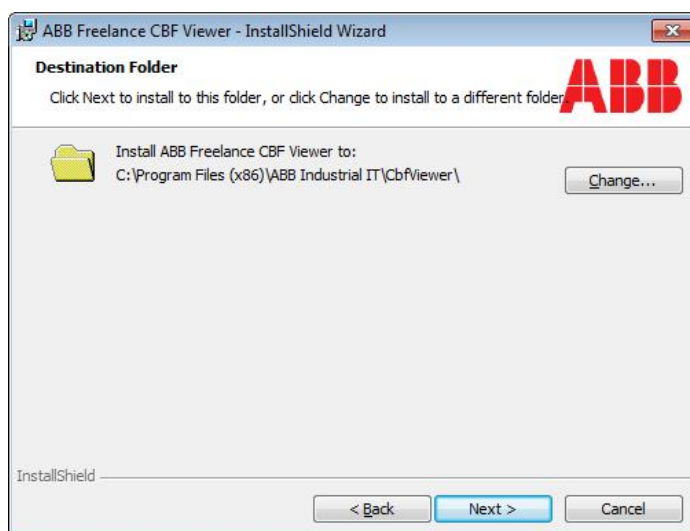 ABB Freelance CBF Viewer - InstallShield Wizard
Destination Folder
Click Next to install to this folder, or click Change to install to a different folder.
ABB
Install ABB Freelance CBF Viewer to:
C:\Program Files (x86)\ABB Industrial IT\CbfViewer\
Change...
InstallShield
< Back
Next >
Cancel